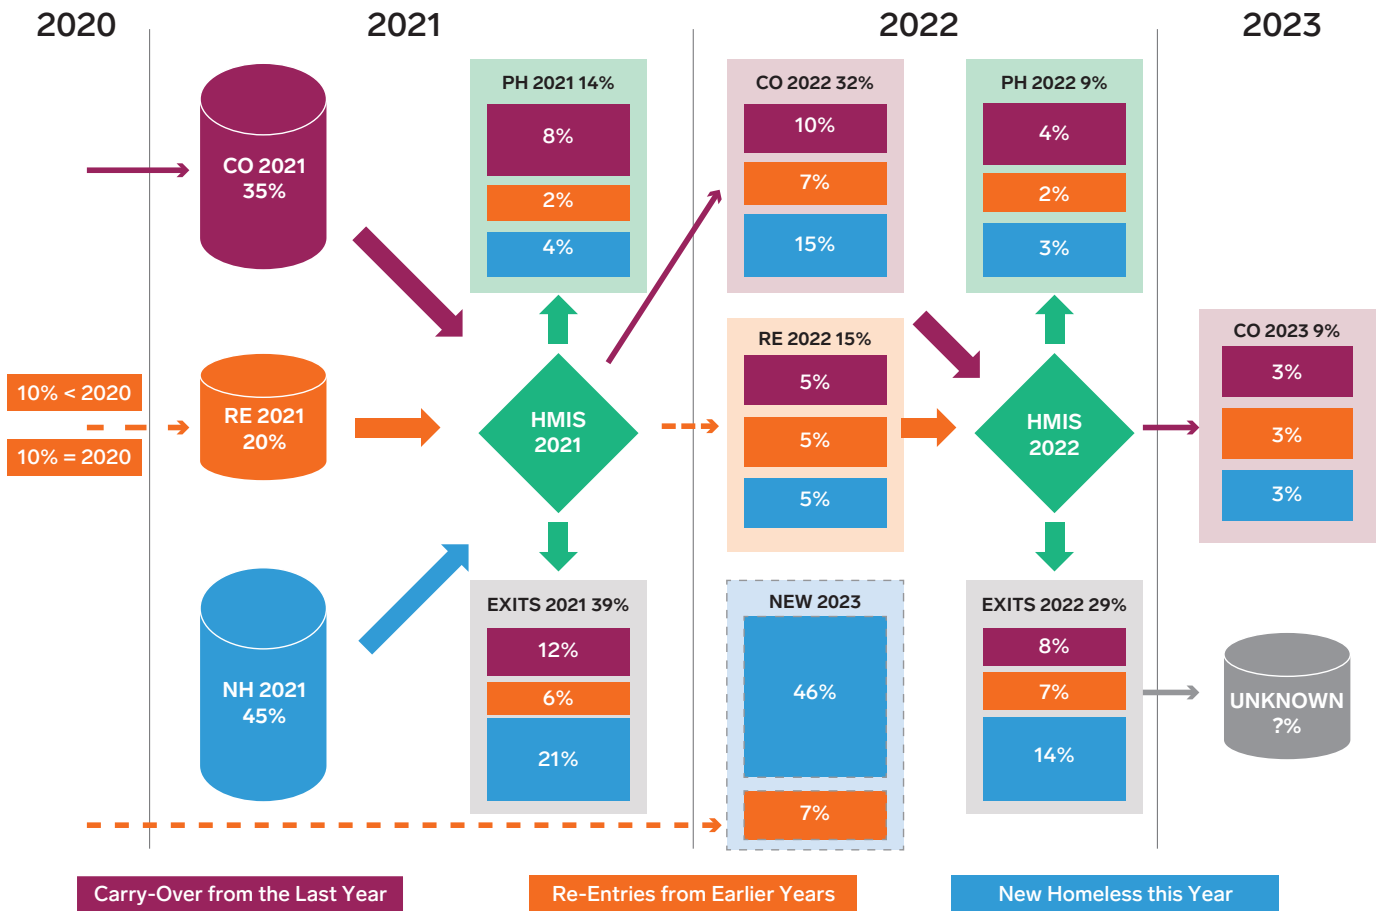 2020
2021
2022
2023
10% < 2020
10% = 2020
CO 2021
35%
RE 2021
20%
NH 2021
45%
PH 2021 14%
8%
2%
4%
HMIS
2021
EXITS 2021 39%
12%
6%
21%
CO 2022 32%
10%
7%
15%
RE 2022 15%
5%
5%
5%
NEW 2023
46%
7%
PH 2022 9%
4%
2%
3%
HMIS
2022
EXITS 2022 29%
8%
7%
14%
CO 2023 9%
3%
3%
3%
UNKNOWN
?%
Carry-Over from the Last Year
Re-Entries from Earlier Years
New Homeless this Year